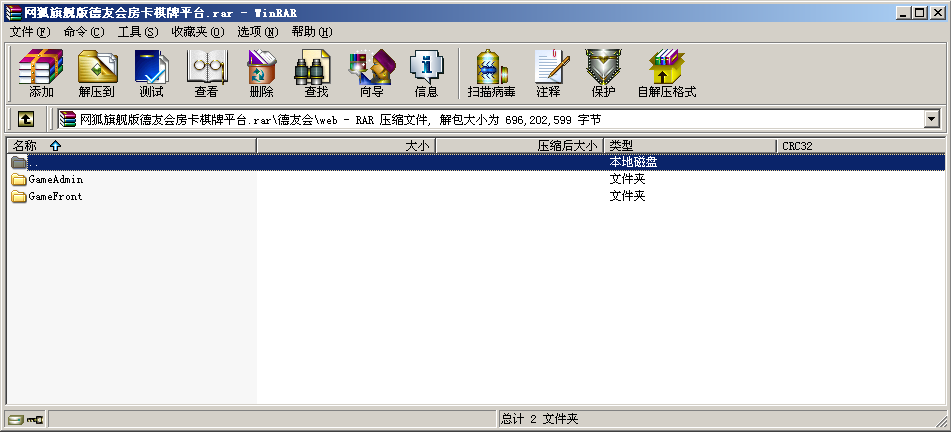 网狐旗舰版德友会房卡棋牌平台.rar - WinRAR
文件(F) 命令(C) 工具(S) 收藏夹(O) 选项(N) 帮助(H)
添加 解压到 测试 查看 删除 查找 向导 信息 扫描病毒 注释 保护 自解压格式
网狐旗舰版德友会房卡棋牌平台.rar\德友会\web - RAR 压缩文件, 解包大小为 696,202,599 字节
名称 大小 压缩后大小 类型 CRC32
.. 本地磁盘
GameAdmin 文件夹
GameFront 文件夹
总计 2 文件夹